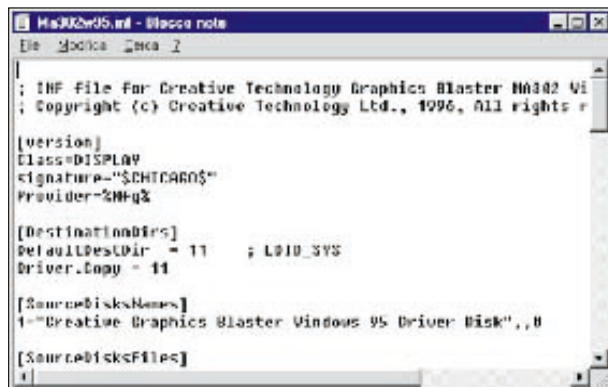 Ma302w95.inf - Blocco note
File Modifica Cerca ?
; INF file for Creative Technology Graphics Blaster MA302 Vi
; Copyright (c) Creative Technology Ltd., 1996, All rights r
[version]
Class=DISPLAY
signature="$CHICAGO$"
Provider=%Mfg%
[DestinationDirs]
DefaultDestDir = 11 ; LDID_SYS
Driver.Copy = 11
[SourceDisksNames]
1="Creative Graphics Blaster Windows 95 Driver Disk",,0
[SourceDisksFiles]